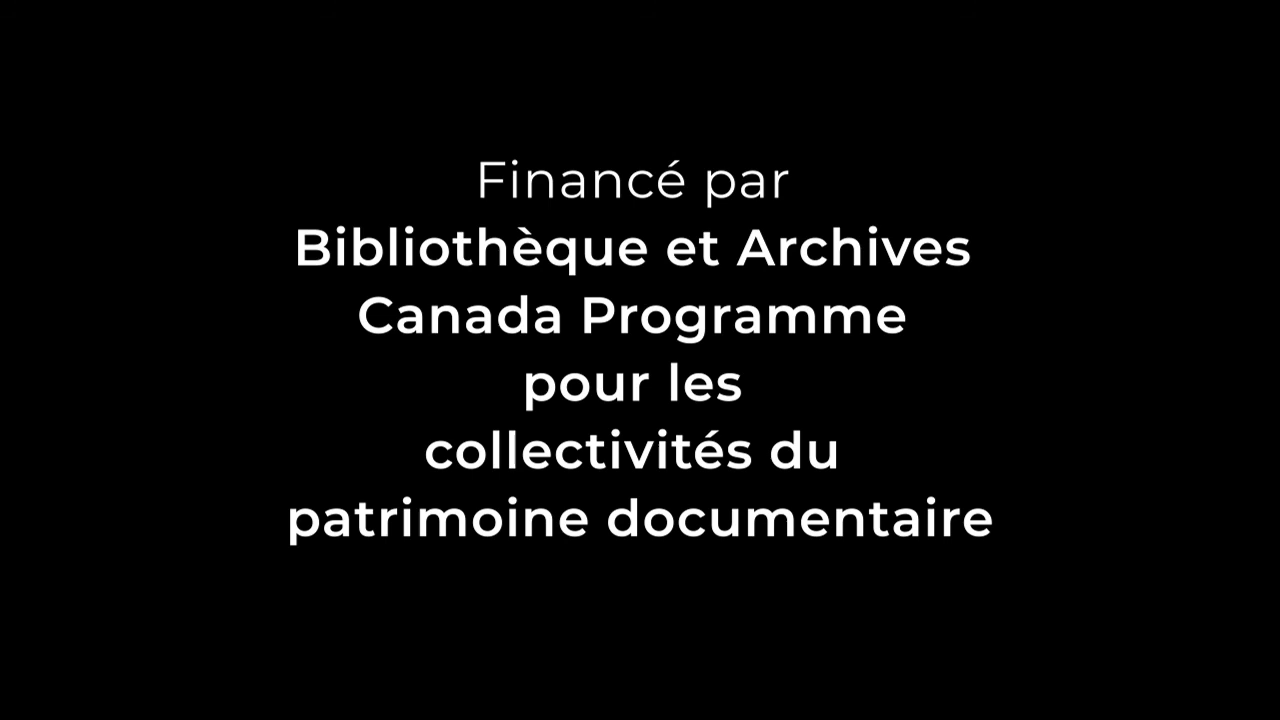 Financé par
Bibliothèque et Archives
Canada Programme
pour les
collectivités du
patrimoine documentaire